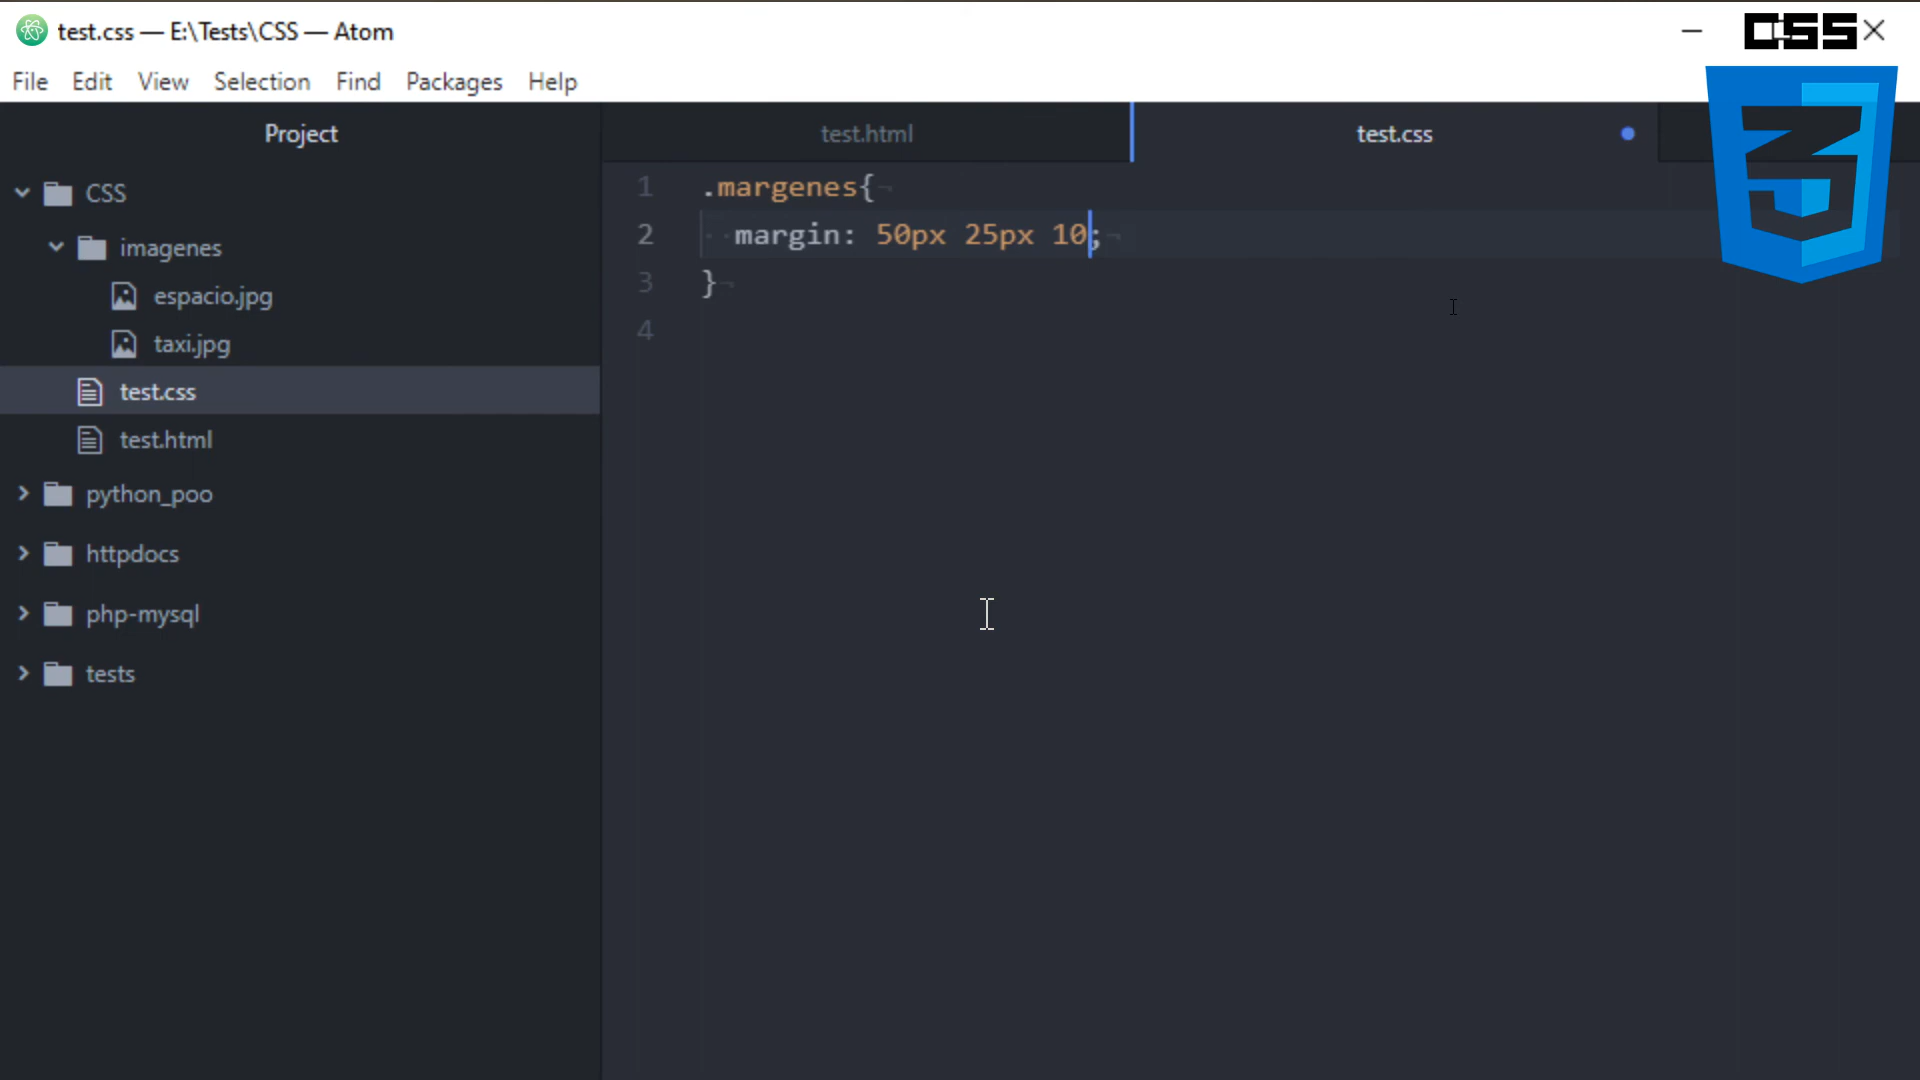 test.css — E:\Tests\CSS — Atom
CSS
File Edit View Selection Find Packages Help
Project
test.html
test.css
CSS
imagenes
espacio.jpg
taxi.jpg
test.css
test.html
python_poo
httpdocs
php-mysql
tests
1 .margenes{
2 margin: 50px 25px 10;
3 }
4